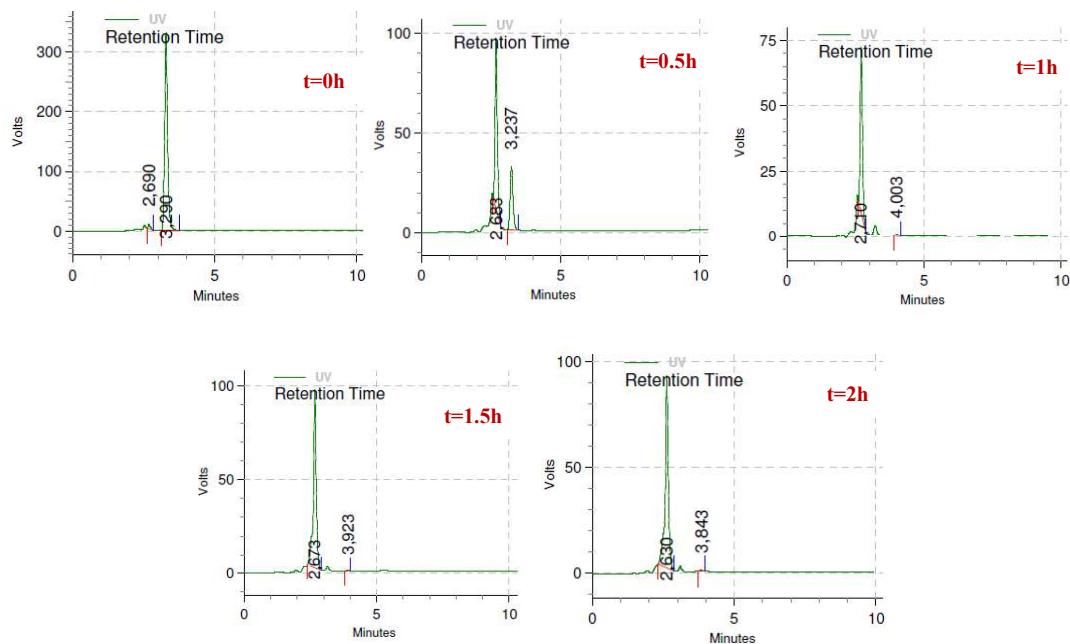 UV
Retention Time
t=0h
300
200
100
0
Volts
2,690
3,290
0
5
10
Minutes
UV
Retention Time
t=0.5h
100
50
0
Volts
2,683
3,237
0
5
10
Minutes
UV
Retention Time
t=1h
75
50
25
0
Volts
2,710
4,003
0
5
10
Minutes
UV
Retention Time
t=1.5h
100
50
0
Volts
2,673
3,923
0
5
10
Minutes
UV
Retention Time
t=2h
100
50
0
Volts
2,630
3,843
0
5
10
Minutes